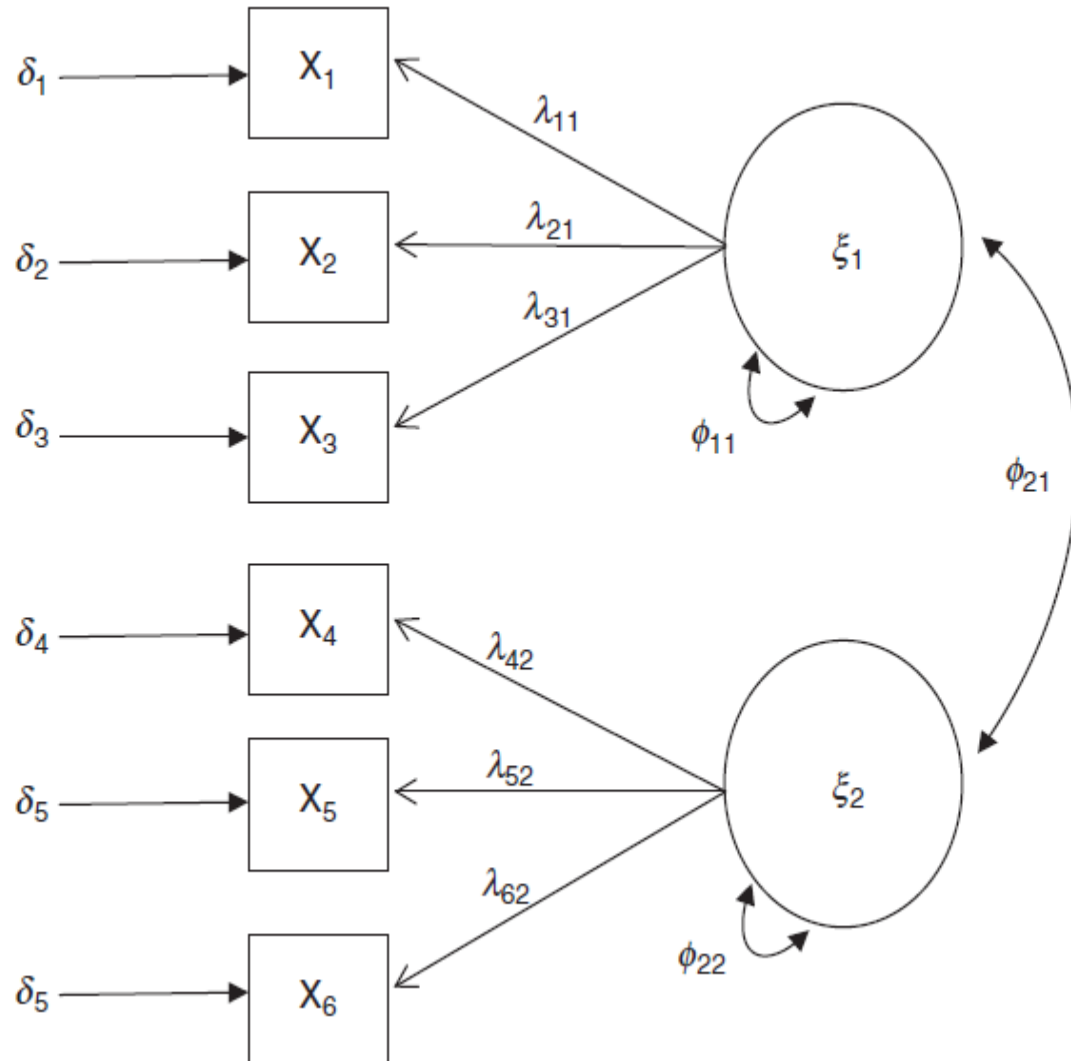 δ₁
X₁
λ₁₁
δ₂
X₂
λ₂₁
ξ₁
λ₃₁
δ₃
X₃
ϕ₁₁
ϕ₂₁
δ₄
X₄
λ₄₂
δ₅
X₅
λ₅₂
ξ₂
λ₆₂
ϕ₂₂
δ₅
X₆